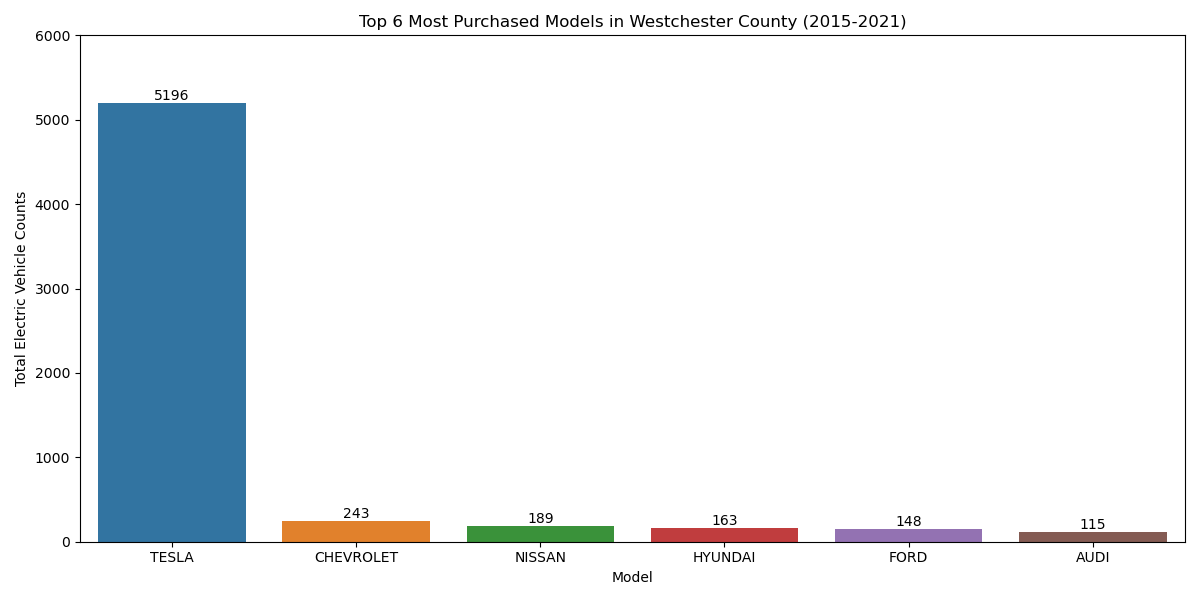 Top 6 Most Purchased Models in Westchester County (2015-2021)
Total Electric Vehicle Counts
6000
5000
4000
3000
2000
1000
0
5196
243
189
163
148
115
TESLA
CHEVROLET
NISSAN
HYUNDAI
FORD
AUDI
Model